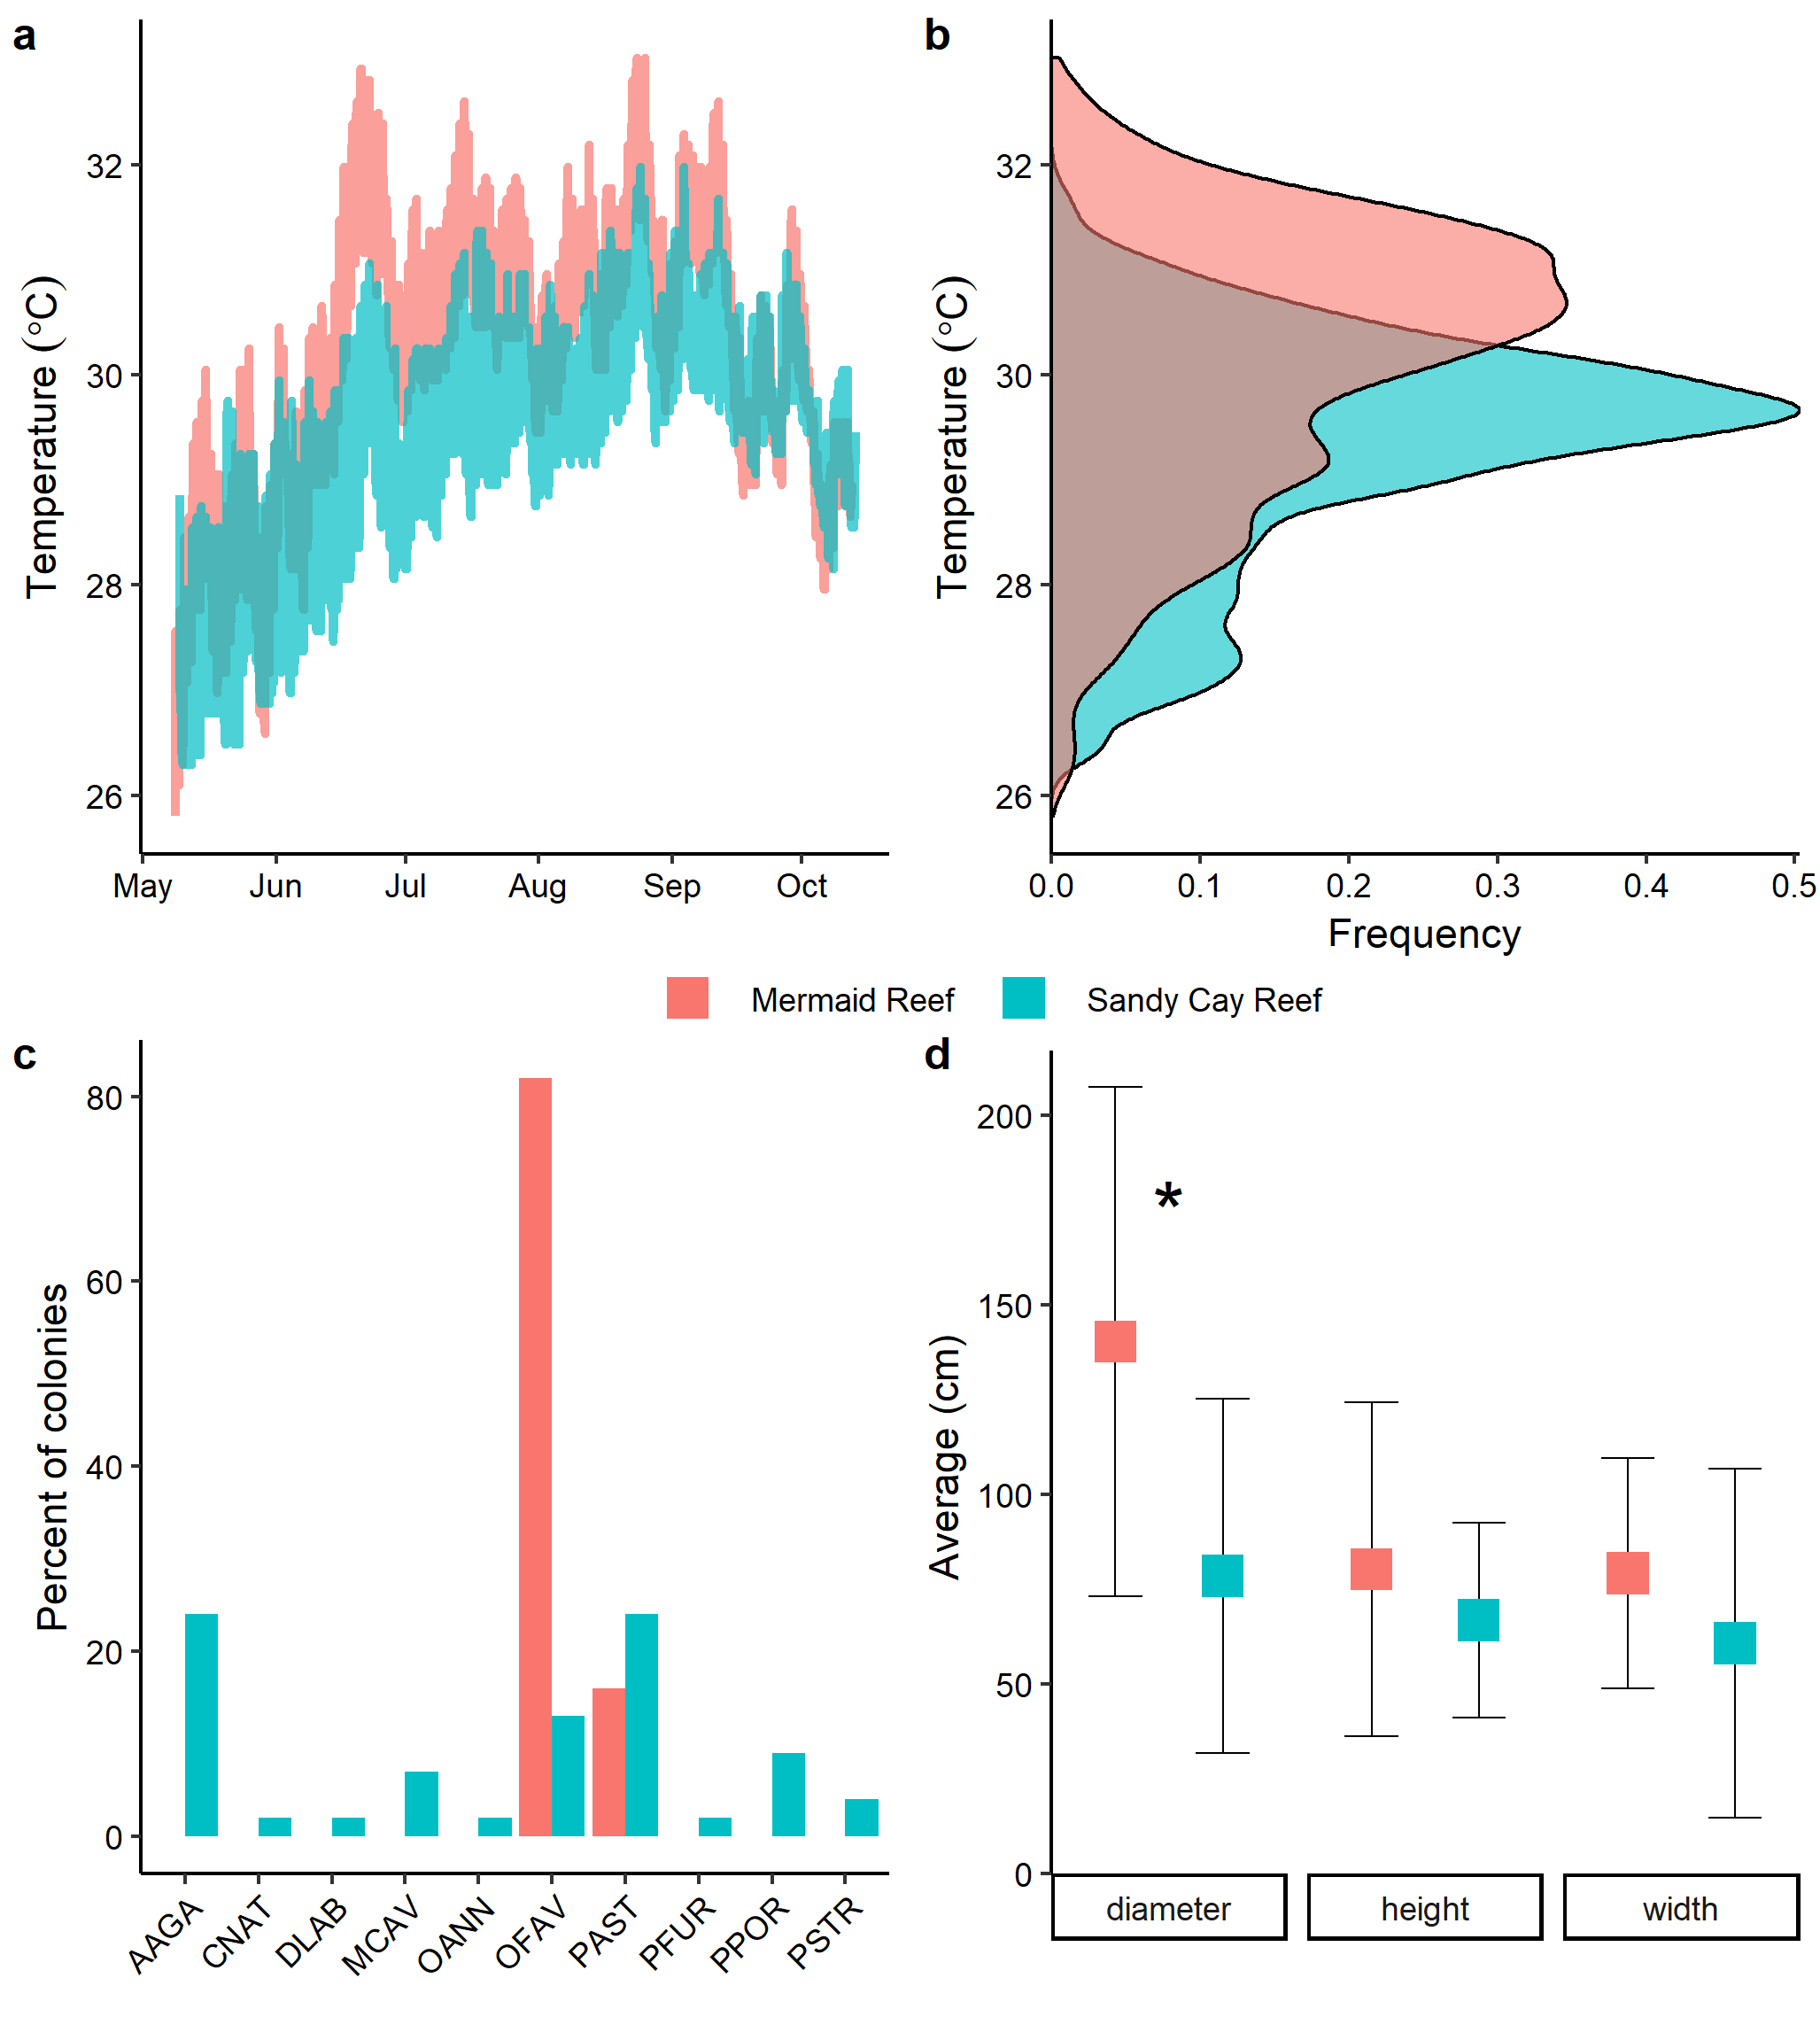 a
Temperature (°C)
32
30
28
26
May Jun Jul Aug Sep Oct
b
Temperature (°C)
32
30
28
26
0.0 0.1 0.2 0.3 0.4 0.5
Frequency
Mermaid Reef Sandy Cay Reef
c
Percent of colonies
80
60
40
20
0
AAGA CNAT DLAB MCAV OANN OFAV PAST PFUR PPOR PSTR
d
Average (cm)
200
150
100
50
0
*
diameter height width